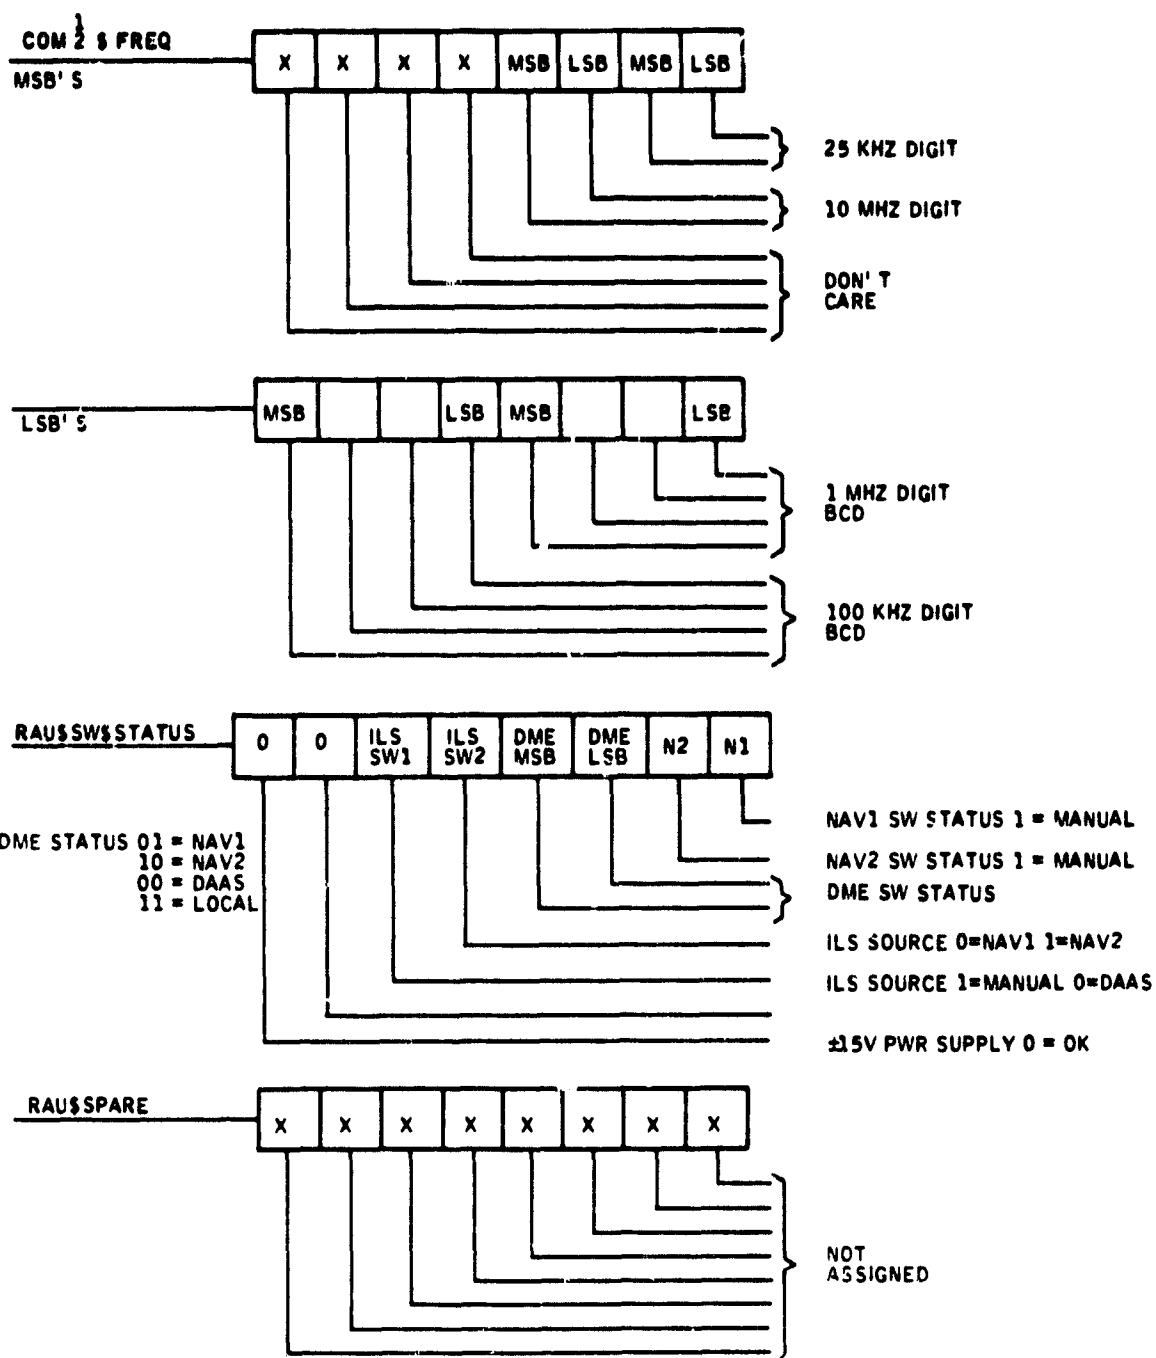 COM 1/2 $ FREQ
MSB'S
X X X X MSB LSB MSB LSB
25 KHZ DIGIT
10 MHZ DIGIT
DON'T
CARE
LSB'S
MSB LSB MSB LSB
1 MHZ DIGIT
BCD
100 KHZ DIGIT
BCD
RAU$SW$STATUS
0 0 ILS SW1 ILS SW2 DME MSB DME LSB N2 N1
DME STATUS 01 = NAV1
10 = NAV2
00 = DAAS
11 = LOCAL
NAV1 SW STATUS 1 = MANUAL
NAV2 SW STATUS 1 = MANUAL
DME SW STATUS
ILS SOURCE 0=NAV1 1=NAV2
ILS SOURCE 1=MANUAL 0=DAAS
±15V PWR SUPPLY 0 = OK
RAU$SPARE
X X X X X X X X
NOT
ASSIGNED